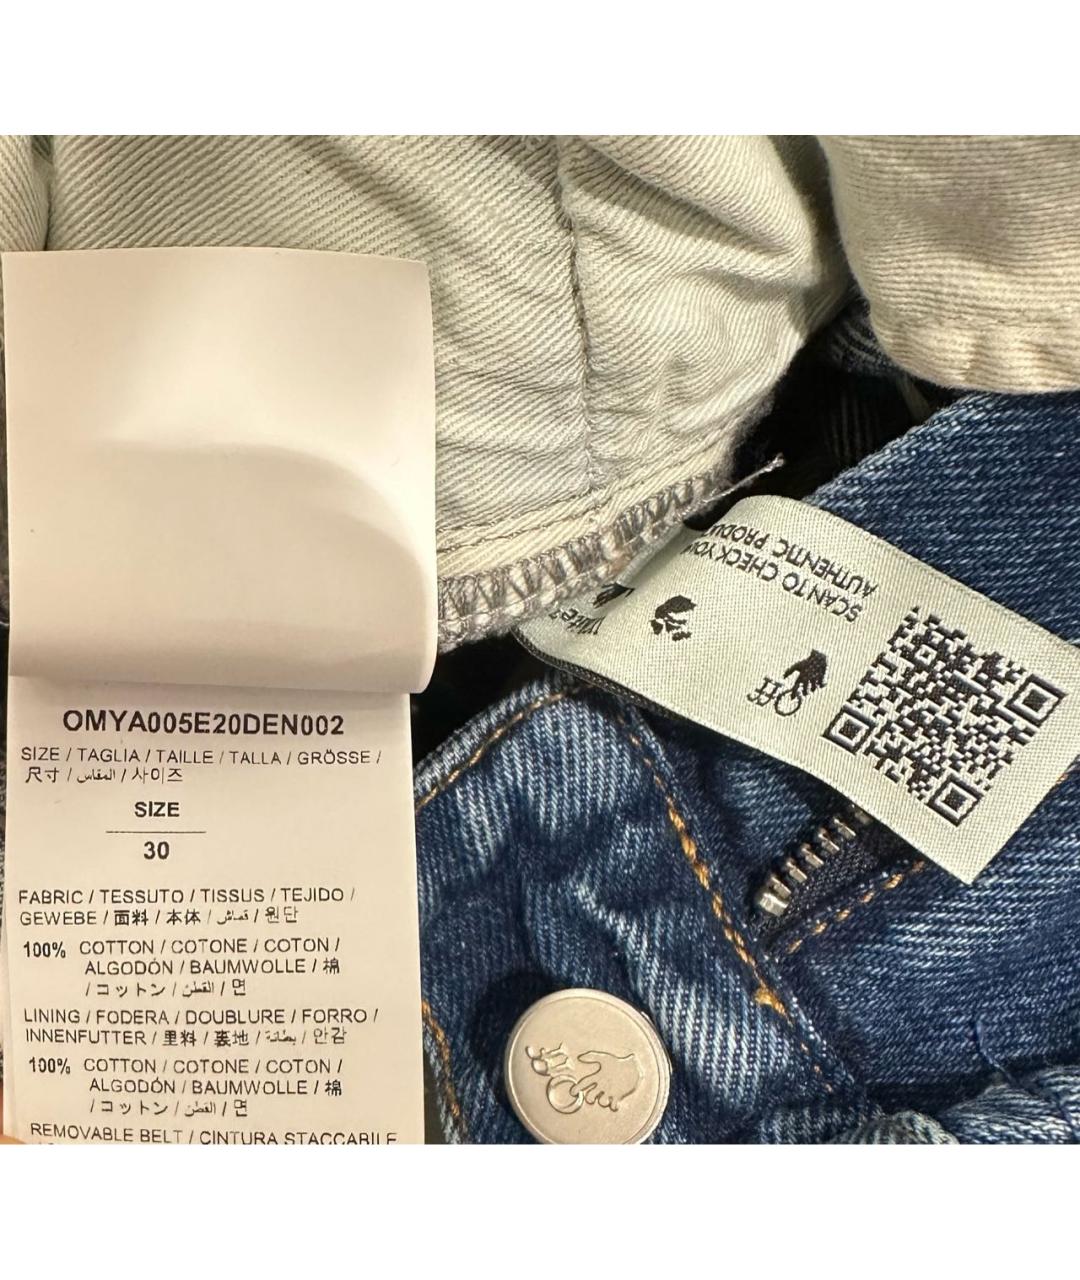 OMYA005E20DEN002
SIZE / TAGLIA / TAILLE / TALLA / GRÖSSE /
尺寸 / المقاس / 사이즈
SIZE
30
FABRIC / TESSUTO / TISSUS / TEJIDO /
GEWEBE / 面料 / 本体 / قماش / 원단
100% COTTON / COTONE / COTON /
ALGODÓN / BAUMWOLLE / 棉
/ コットン / القطن / 면
LINING / FODERA / DOUBLURE / FORRO /
INNENFUTTER / 里料 / 裏地 / بطانة / 안감
100% COTTON / COTONE / COTON /
ALGODÓN / BAUMWOLLE / 棉
/ コットン / القطن / 면
REMOVABLE BELT / CINTURA STACCABILE
SCAN TO CHECK YOU
AUTHENTIC PRODU
Off